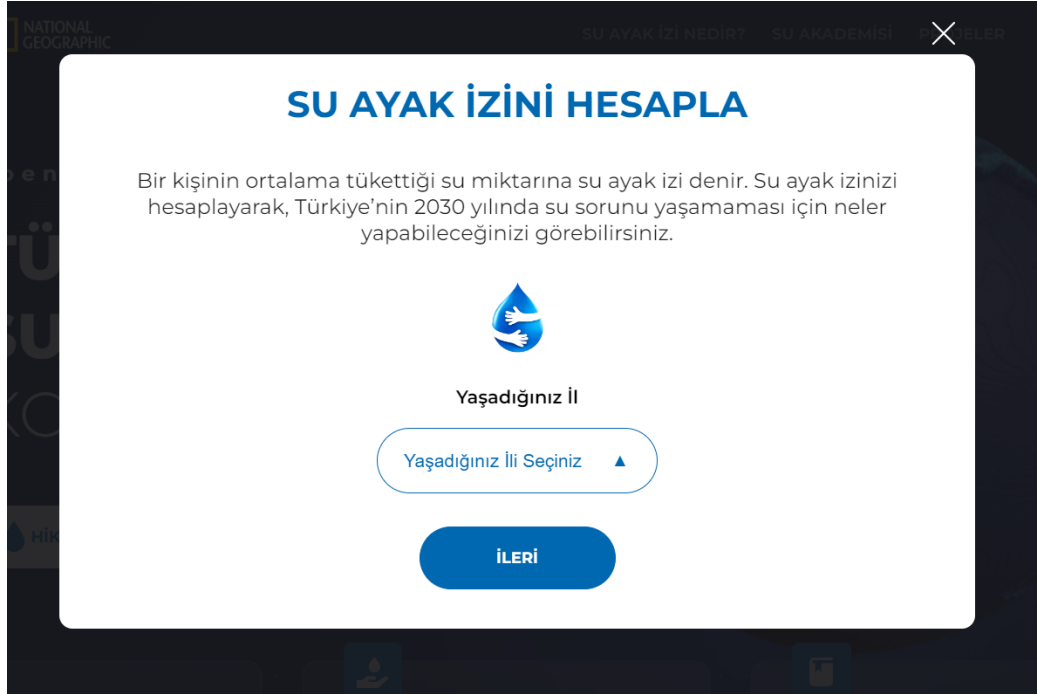 NATIONAL
GEOGRAPHIC
SU AYAK İZİ NEDİR? SU AKADEMİSİ
SU AYAK İZİNİ HESAPLA
Bir kişinin ortalama tükettiği su miktarına su ayak izi denir. Su ayak izinizi
hesaplayarak, Türkiye’nin 2030 yılında su sorunu yaşamaması için neler
yapabileceğinizi görebilirsiniz.
Yaşadığınız İl
Yaşadığınız İli Seçiniz ▲
İLERİ